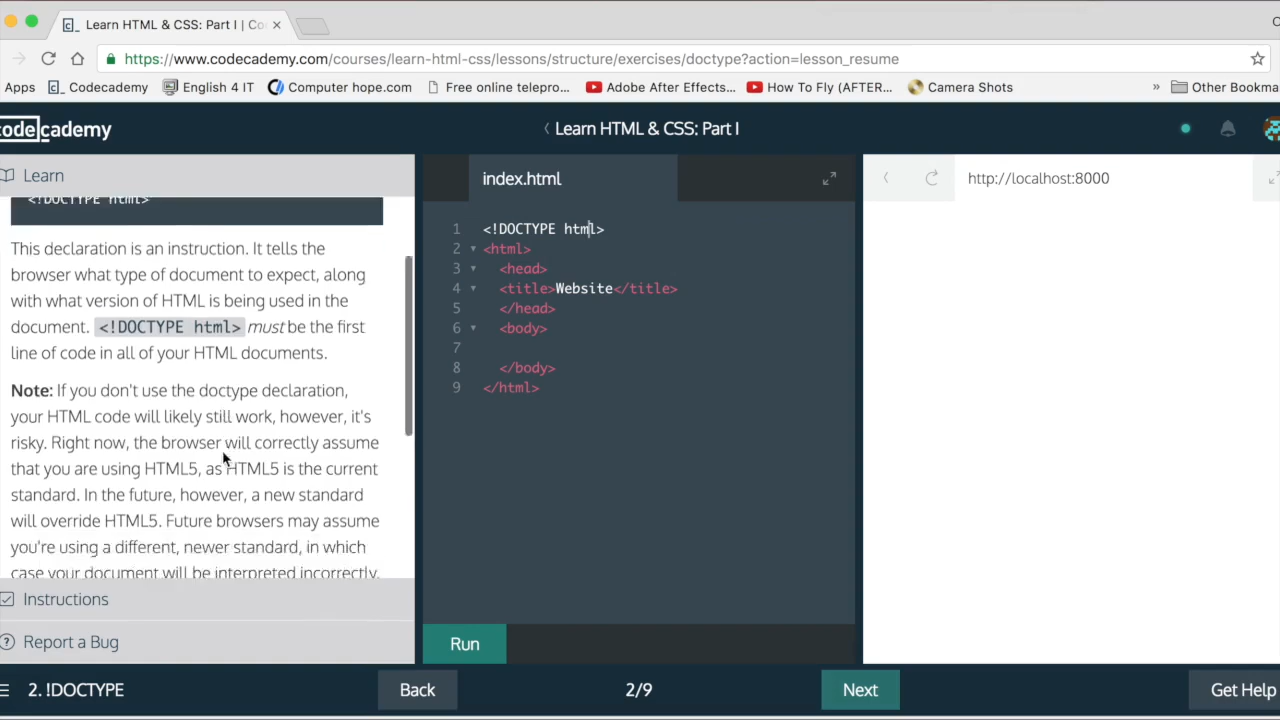 Learn HTML & CSS: Part I | Co
https://www.codecademy.com/courses/learn-html-css/lessons/structure/exercises/doctype?action=lesson_resume
Apps Codecademy English 4 IT Computer hope.com Free online telepro... Adobe After Effects... How To Fly (AFTER... Camera Shots » Other Bookma
codecademy
Learn HTML & CSS: Part I
Learn
<!DOCTYPE html>
This declaration is an instruction. It tells the
browser what type of document to expect, along
with what version of HTML is being used in the
document. <!DOCTYPE html> must be the first
line of code in all of your HTML documents.
Note: If you don't use the doctype declaration,
your HTML code will likely still work, however, it's
risky. Right now, the browser will correctly assume
that you are using HTML5, as HTML5 is the current
standard. In the future, however, a new standard
will override HTML5. Future browsers may assume
you're using a different, newer standard, in which
case your document will be interpreted incorrectly.
Instructions
Report a Bug
index.html
1 <!DOCTYPE html>
2 <html>
3 <head>
4 <title>Website</title>
5 </head>
6 <body>
7
8 </body>
9 </html>
Run
http://localhost:8000
2. !DOCTYPE
Back
2/9
Next
Get Help